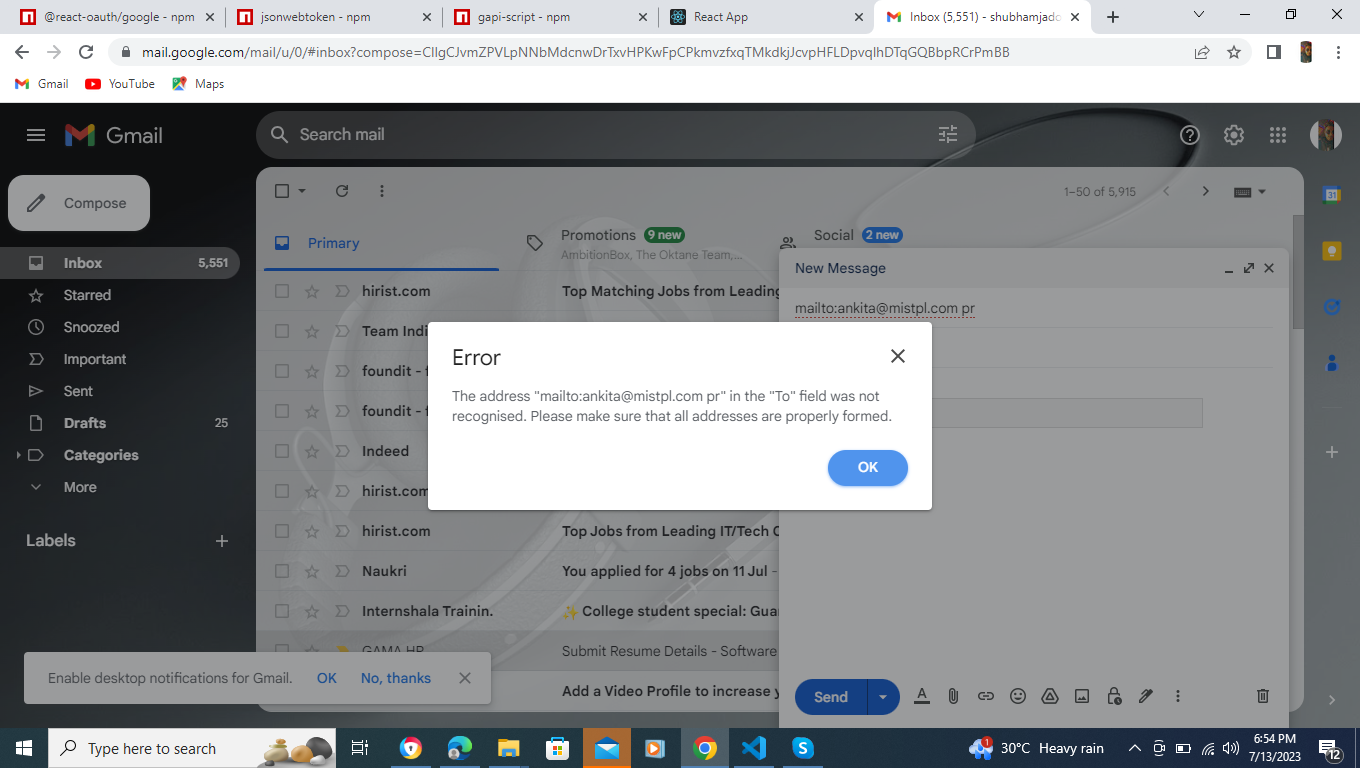 @react-oauth/google - npm
jsonwebtoken - npm
gapi-script - npm
React App
Inbox (5,551) - shubhamjado
mail.google.com/mail/u/0/#inbox?compose=CllgCJvmZPVLpNNbMdcnwDrTxvHPKwFpCPkmvzfxqTMkdkjJcvpHFLDpvqlhDTqGQBbpRCrPmBB
Gmail
YouTube
Maps
Gmail
Search mail
Compose
1–50 of 5,915
Primary
Promotions
9 new
AmbitionBox, The Oktane Team,...
Social
2 new
Inbox
5,551
Starred
Snoozed
Important
Sent
Drafts
25
Categories
More
Labels
hirist.com
Top Matching Jobs from Leading
Team Indi
foundit - f
foundit - f
Indeed
hirist.com
hirist.com
Top Jobs from Leading IT/Tech C
Naukri
You applied for 4 jobs on 11 Jul -
Internshala Trainin.
✨ College student special: Gua
GAMA HR
Submit Resume Details - Software
Add a Video Profile to increase y
New Message
mailto:ankita@mistpl.com pr
Error
The address "mailto:ankita@mistpl.com pr" in the "To" field was not
recognised. Please make sure that all addresses are properly formed.
OK
Send
Enable desktop notifications for Gmail.
OK
No, thanks
Type here to search
1
30°C Heavy rain
6:54 PM
7/13/2023
12